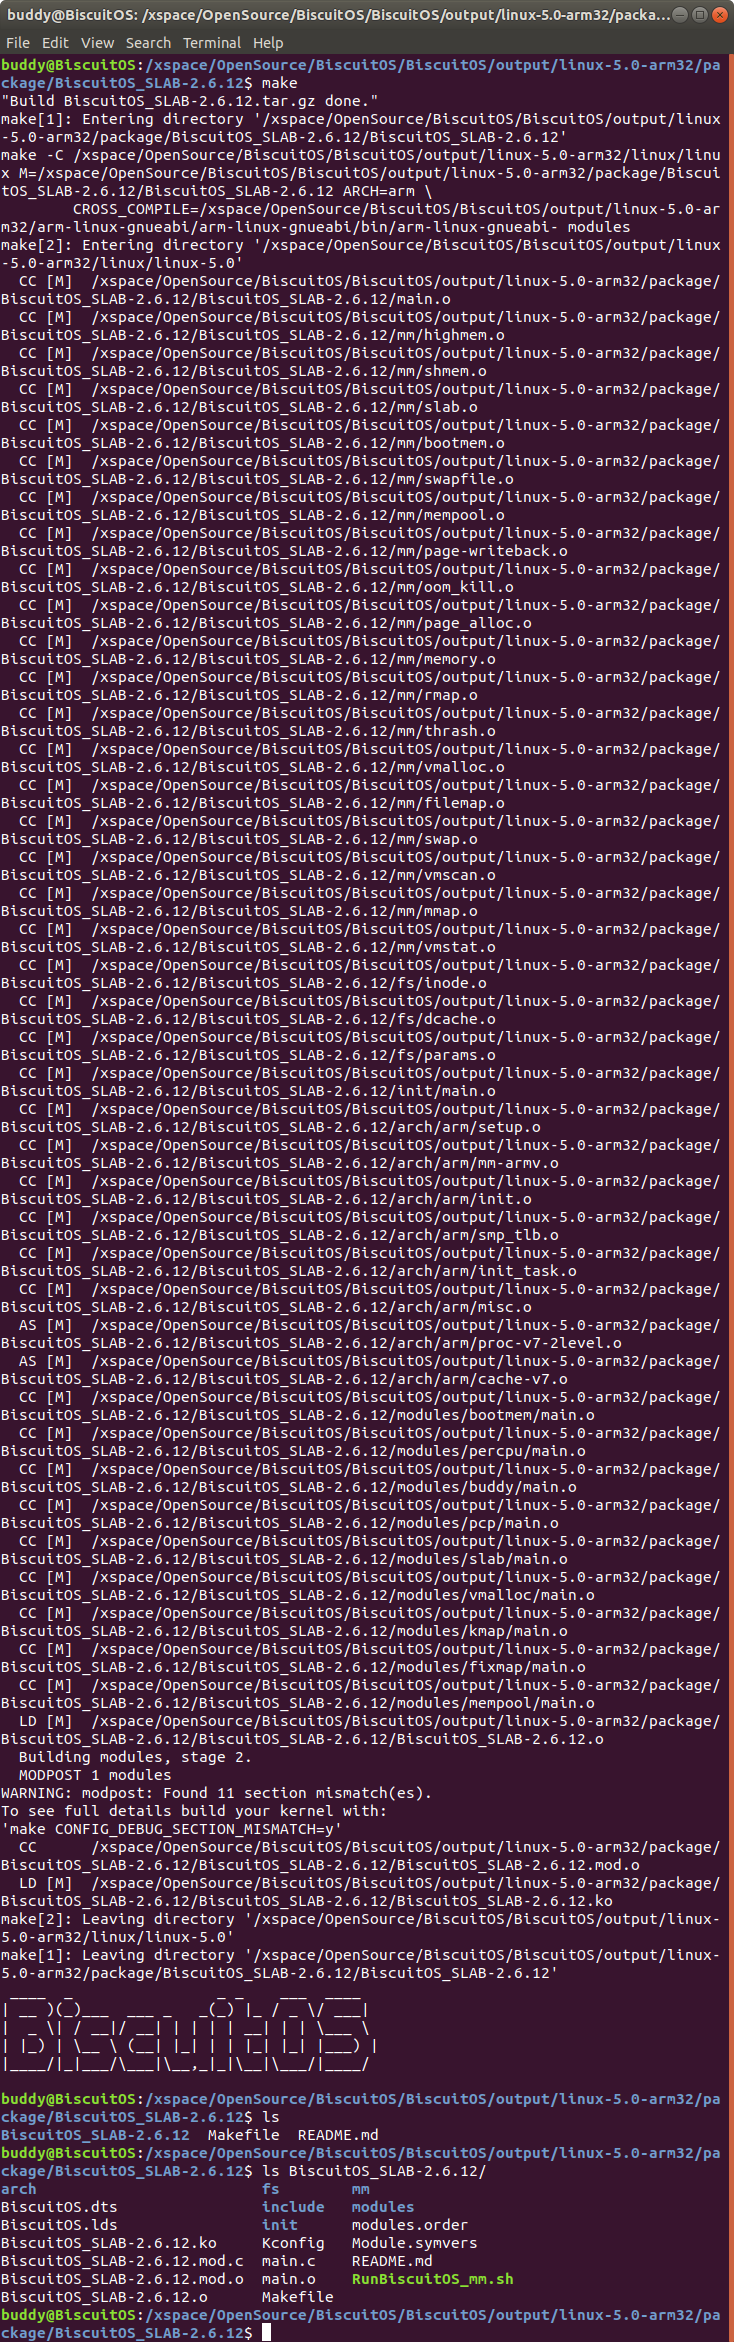 buddy@BiscuitOS: /xspace/OpenSource/BiscuitOS/BiscuitOS/output/linux-5.0-arm32/packa...
File Edit View Search Terminal Help
buddy@BiscuitOS:/xspace/OpenSource/BiscuitOS/BiscuitOS/output/linux-5.0-arm32/pa
ckage/BiscuitOS_SLAB-2.6.12$ make
"Build BiscuitOS_SLAB-2.6.12.tar.gz done."
make[1]: Entering directory '/xspace/OpenSource/BiscuitOS/BiscuitOS/output/linux
-5.0-arm32/package/BiscuitOS_SLAB-2.6.12/BiscuitOS_SLAB-2.6.12'
make -C /xspace/OpenSource/BiscuitOS/BiscuitOS/output/linux-5.0-arm32/linux/linu
x M=/xspace/OpenSource/BiscuitOS/BiscuitOS/output/linux-5.0-arm32/package/Biscui
tOS_SLAB-2.6.12/BiscuitOS_SLAB-2.6.12 ARCH=arm \
        CROSS_COMPILE=/xspace/OpenSource/BiscuitOS/BiscuitOS/output/linux-5.0-ar
m32/arm-linux-gnueabi/arm-linux-gnueabi/bin/arm-linux-gnueabi- modules
make[2]: Entering directory '/xspace/OpenSource/BiscuitOS/BiscuitOS/output/linux
-5.0-arm32/linux/linux-5.0'
  CC [M]  /xspace/OpenSource/BiscuitOS/BiscuitOS/output/linux-5.0-arm32/package/
BiscuitOS_SLAB-2.6.12/BiscuitOS_SLAB-2.6.12/main.o
  CC [M]  /xspace/OpenSource/BiscuitOS/BiscuitOS/output/linux-5.0-arm32/package/
BiscuitOS_SLAB-2.6.12/BiscuitOS_SLAB-2.6.12/mm/highmem.o
  CC [M]  /xspace/OpenSource/BiscuitOS/BiscuitOS/output/linux-5.0-arm32/package/
BiscuitOS_SLAB-2.6.12/BiscuitOS_SLAB-2.6.12/mm/shmem.o
  CC [M]  /xspace/OpenSource/BiscuitOS/BiscuitOS/output/linux-5.0-arm32/package/
BiscuitOS_SLAB-2.6.12/BiscuitOS_SLAB-2.6.12/mm/slab.o
  CC [M]  /xspace/OpenSource/BiscuitOS/BiscuitOS/output/linux-5.0-arm32/package/
BiscuitOS_SLAB-2.6.12/BiscuitOS_SLAB-2.6.12/mm/bootmem.o
  CC [M]  /xspace/OpenSource/BiscuitOS/BiscuitOS/output/linux-5.0-arm32/package/
BiscuitOS_SLAB-2.6.12/BiscuitOS_SLAB-2.6.12/mm/swapfile.o
  CC [M]  /xspace/OpenSource/BiscuitOS/BiscuitOS/output/linux-5.0-arm32/package/
BiscuitOS_SLAB-2.6.12/BiscuitOS_SLAB-2.6.12/mm/mempool.o
  CC [M]  /xspace/OpenSource/BiscuitOS/BiscuitOS/output/linux-5.0-arm32/package/
BiscuitOS_SLAB-2.6.12/BiscuitOS_SLAB-2.6.12/mm/page-writeback.o
  CC [M]  /xspace/OpenSource/BiscuitOS/BiscuitOS/output/linux-5.0-arm32/package/
BiscuitOS_SLAB-2.6.12/BiscuitOS_SLAB-2.6.12/mm/oom_kill.o
  CC [M]  /xspace/OpenSource/BiscuitOS/BiscuitOS/output/linux-5.0-arm32/package/
BiscuitOS_SLAB-2.6.12/BiscuitOS_SLAB-2.6.12/mm/page_alloc.o
  CC [M]  /xspace/OpenSource/BiscuitOS/BiscuitOS/output/linux-5.0-arm32/package/
BiscuitOS_SLAB-2.6.12/BiscuitOS_SLAB-2.6.12/mm/memory.o
  CC [M]  /xspace/OpenSource/BiscuitOS/BiscuitOS/output/linux-5.0-arm32/package/
BiscuitOS_SLAB-2.6.12/BiscuitOS_SLAB-2.6.12/mm/rmap.o
  CC [M]  /xspace/OpenSource/BiscuitOS/BiscuitOS/output/linux-5.0-arm32/package/
BiscuitOS_SLAB-2.6.12/BiscuitOS_SLAB-2.6.12/mm/thrash.o
  CC [M]  /xspace/OpenSource/BiscuitOS/BiscuitOS/output/linux-5.0-arm32/package/
BiscuitOS_SLAB-2.6.12/BiscuitOS_SLAB-2.6.12/mm/vmalloc.o
  CC [M]  /xspace/OpenSource/BiscuitOS/BiscuitOS/output/linux-5.0-arm32/package/
BiscuitOS_SLAB-2.6.12/BiscuitOS_SLAB-2.6.12/mm/filemap.o
  CC [M]  /xspace/OpenSource/BiscuitOS/BiscuitOS/output/linux-5.0-arm32/package/
BiscuitOS_SLAB-2.6.12/BiscuitOS_SLAB-2.6.12/mm/swap.o
  CC [M]  /xspace/OpenSource/BiscuitOS/BiscuitOS/output/linux-5.0-arm32/package/
BiscuitOS_SLAB-2.6.12/BiscuitOS_SLAB-2.6.12/mm/vmscan.o
  CC [M]  /xspace/OpenSource/BiscuitOS/BiscuitOS/output/linux-5.0-arm32/package/
BiscuitOS_SLAB-2.6.12/BiscuitOS_SLAB-2.6.12/mm/mmap.o
  CC [M]  /xspace/OpenSource/BiscuitOS/BiscuitOS/output/linux-5.0-arm32/package/
BiscuitOS_SLAB-2.6.12/BiscuitOS_SLAB-2.6.12/mm/vmstat.o
  CC [M]  /xspace/OpenSource/BiscuitOS/BiscuitOS/output/linux-5.0-arm32/package/
BiscuitOS_SLAB-2.6.12/BiscuitOS_SLAB-2.6.12/fs/inode.o
  CC [M]  /xspace/OpenSource/BiscuitOS/BiscuitOS/output/linux-5.0-arm32/package/
BiscuitOS_SLAB-2.6.12/BiscuitOS_SLAB-2.6.12/fs/dcache.o
  CC [M]  /xspace/OpenSource/BiscuitOS/BiscuitOS/output/linux-5.0-arm32/package/
BiscuitOS_SLAB-2.6.12/BiscuitOS_SLAB-2.6.12/fs/params.o
  CC [M]  /xspace/OpenSource/BiscuitOS/BiscuitOS/output/linux-5.0-arm32/package/
BiscuitOS_SLAB-2.6.12/BiscuitOS_SLAB-2.6.12/init/main.o
  CC [M]  /xspace/OpenSource/BiscuitOS/BiscuitOS/output/linux-5.0-arm32/package/
BiscuitOS_SLAB-2.6.12/BiscuitOS_SLAB-2.6.12/arch/arm/setup.o
  CC [M]  /xspace/OpenSource/BiscuitOS/BiscuitOS/output/linux-5.0-arm32/package/
BiscuitOS_SLAB-2.6.12/BiscuitOS_SLAB-2.6.12/arch/arm/mm-armv.o
  CC [M]  /xspace/OpenSource/BiscuitOS/BiscuitOS/output/linux-5.0-arm32/package/
BiscuitOS_SLAB-2.6.12/BiscuitOS_SLAB-2.6.12/arch/arm/init.o
  CC [M]  /xspace/OpenSource/BiscuitOS/BiscuitOS/output/linux-5.0-arm32/package/
BiscuitOS_SLAB-2.6.12/BiscuitOS_SLAB-2.6.12/arch/arm/smp_tlb.o
  CC [M]  /xspace/OpenSource/BiscuitOS/BiscuitOS/output/linux-5.0-arm32/package/
BiscuitOS_SLAB-2.6.12/BiscuitOS_SLAB-2.6.12/arch/arm/init_task.o
  CC [M]  /xspace/OpenSource/BiscuitOS/BiscuitOS/output/linux-5.0-arm32/package/
BiscuitOS_SLAB-2.6.12/BiscuitOS_SLAB-2.6.12/arch/arm/misc.o
  AS [M]  /xspace/OpenSource/BiscuitOS/BiscuitOS/output/linux-5.0-arm32/package/
BiscuitOS_SLAB-2.6.12/BiscuitOS_SLAB-2.6.12/arch/arm/proc-v7-2level.o
  AS [M]  /xspace/OpenSource/BiscuitOS/BiscuitOS/output/linux-5.0-arm32/package/
BiscuitOS_SLAB-2.6.12/BiscuitOS_SLAB-2.6.12/arch/arm/cache-v7.o
  CC [M]  /xspace/OpenSource/BiscuitOS/BiscuitOS/output/linux-5.0-arm32/package/
BiscuitOS_SLAB-2.6.12/BiscuitOS_SLAB-2.6.12/modules/bootmem/main.o
  CC [M]  /xspace/OpenSource/BiscuitOS/BiscuitOS/output/linux-5.0-arm32/package/
BiscuitOS_SLAB-2.6.12/BiscuitOS_SLAB-2.6.12/modules/percpu/main.o
  CC [M]  /xspace/OpenSource/BiscuitOS/BiscuitOS/output/linux-5.0-arm32/package/
BiscuitOS_SLAB-2.6.12/BiscuitOS_SLAB-2.6.12/modules/buddy/main.o
  CC [M]  /xspace/OpenSource/BiscuitOS/BiscuitOS/output/linux-5.0-arm32/package/
BiscuitOS_SLAB-2.6.12/BiscuitOS_SLAB-2.6.12/modules/pcp/main.o
  CC [M]  /xspace/OpenSource/BiscuitOS/BiscuitOS/output/linux-5.0-arm32/package/
BiscuitOS_SLAB-2.6.12/BiscuitOS_SLAB-2.6.12/modules/slab/main.o
  CC [M]  /xspace/OpenSource/BiscuitOS/BiscuitOS/output/linux-5.0-arm32/package/
BiscuitOS_SLAB-2.6.12/BiscuitOS_SLAB-2.6.12/modules/vmalloc/main.o
  CC [M]  /xspace/OpenSource/BiscuitOS/BiscuitOS/output/linux-5.0-arm32/package/
BiscuitOS_SLAB-2.6.12/BiscuitOS_SLAB-2.6.12/modules/kmap/main.o
  CC [M]  /xspace/OpenSource/BiscuitOS/BiscuitOS/output/linux-5.0-arm32/package/
BiscuitOS_SLAB-2.6.12/BiscuitOS_SLAB-2.6.12/modules/fixmap/main.o
  CC [M]  /xspace/OpenSource/BiscuitOS/BiscuitOS/output/linux-5.0-arm32/package/
BiscuitOS_SLAB-2.6.12/BiscuitOS_SLAB-2.6.12/modules/mempool/main.o
  LD [M]  /xspace/OpenSource/BiscuitOS/BiscuitOS/output/linux-5.0-arm32/package/
BiscuitOS_SLAB-2.6.12/BiscuitOS_SLAB-2.6.12/BiscuitOS_SLAB-2.6.12.o
  Building modules, stage 2.
  MODPOST 1 modules
WARNING: modpost: Found 11 section mismatch(es).
To see full details build your kernel with:
'make CONFIG_DEBUG_SECTION_MISMATCH=y'
  CC      /xspace/OpenSource/BiscuitOS/BiscuitOS/output/linux-5.0-arm32/package/
BiscuitOS_SLAB-2.6.12/BiscuitOS_SLAB-2.6.12/BiscuitOS_SLAB-2.6.12.mod.o
  LD [M]  /xspace/OpenSource/BiscuitOS/BiscuitOS/output/linux-5.0-arm32/package/
BiscuitOS_SLAB-2.6.12/BiscuitOS_SLAB-2.6.12/BiscuitOS_SLAB-2.6.12.ko
make[2]: Leaving directory '/xspace/OpenSource/BiscuitOS/BiscuitOS/output/linux-
5.0-arm32/linux/linux-5.0'
make[1]: Leaving directory '/xspace/OpenSource/BiscuitOS/BiscuitOS/output/linux-
5.0-arm32/package/BiscuitOS_SLAB-2.6.12/BiscuitOS_SLAB-2.6.12'
 ____  _                _ _    ___  ____
| __ )(_)___  ___ _   _(_) |_ / _ \/ ___|
|  _ \| / __|/ __| | | | | __| | | \___ \
| |_) | \__ \ (__| |_| | | |_| |_| |___) |
|____/|_|___/\___|\__,_|_|\__|\___/|____/
buddy@BiscuitOS:/xspace/OpenSource/BiscuitOS/BiscuitOS/output/linux-5.0-arm32/pa
ckage/BiscuitOS_SLAB-2.6.12$ ls
BiscuitOS_SLAB-2.6.12  Makefile  README.md
buddy@BiscuitOS:/xspace/OpenSource/BiscuitOS/BiscuitOS/output/linux-5.0-arm32/pa
ckage/BiscuitOS_SLAB-2.6.12$ ls BiscuitOS_SLAB-2.6.12/
arch                         fs        mm
BiscuitOS.dts                include   modules
BiscuitOS.lds                init      modules.order
BiscuitOS_SLAB-2.6.12.ko     Kconfig   Module.symvers
BiscuitOS_SLAB-2.6.12.mod.c  main.c    README.md
BiscuitOS_SLAB-2.6.12.mod.o  main.o    RunBiscuitOS_mm.sh
BiscuitOS_SLAB-2.6.12.o      Makefile
buddy@BiscuitOS:/xspace/OpenSource/BiscuitOS/BiscuitOS/output/linux-5.0-arm32/pa
ckage/BiscuitOS_SLAB-2.6.12$